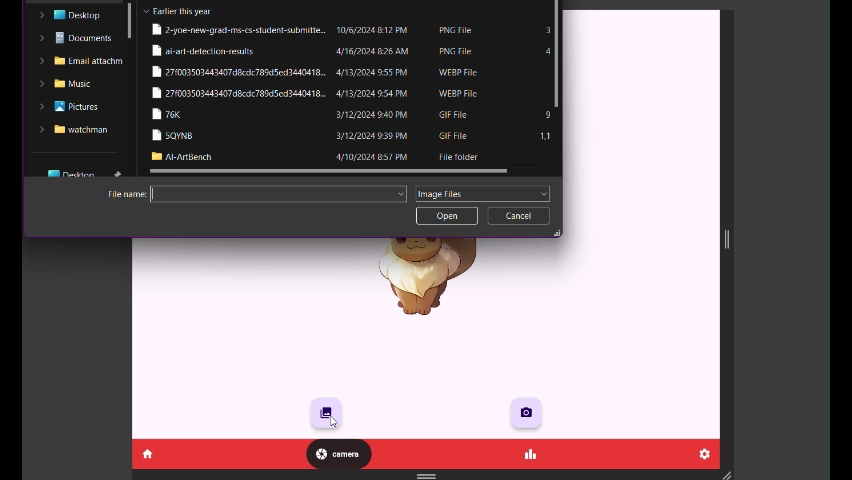 Earlier this year
Desktop
2-yoe-new-grad-ms-cs-student-submitte... 10/6/2024 8:12 PM PNG File 3
Documents
ai-art-detection-results 4/16/2024 8:26 AM PNG File 4
Email attachm
27f003503443407d8cdc789d5ed3440418... 4/13/2024 9:55 PM WEBP File
Music
27f003503443407d8cdc789d5ed3440418... 4/13/2024 9:54 PM WEBP File
Pictures
76K 3/12/2024 9:40 PM GIF File 9
watchman
5QYNB 3/12/2024 9:39 PM GIF File 1,1
AI-ArtBench 4/10/2024 8:57 PM File folder
Desktop
File name: Image Files
Open Cancel
camera